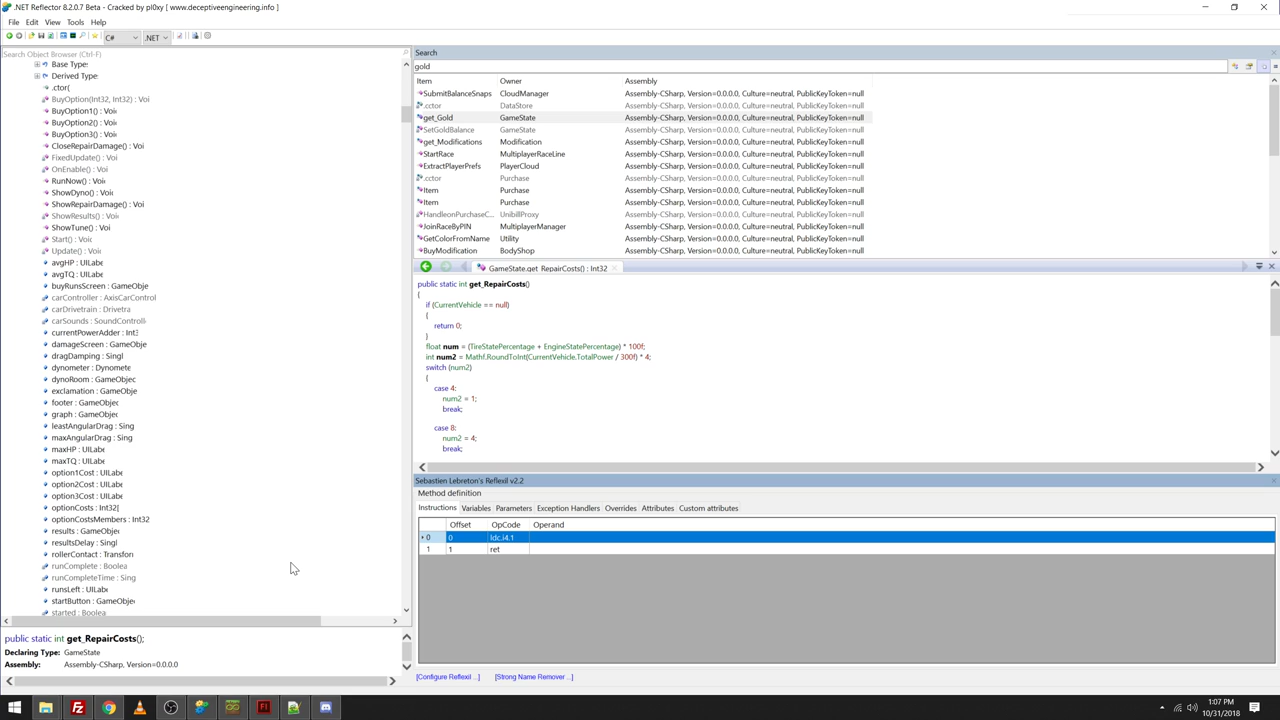 .NET Reflector 8.2.0.7 Beta - Cracked by pl0xy [ www.deceptiveengineering.info ]
File Edit View Tools Help
C# .NET
Search Object Browser (Ctrl-F)
Base Type:
Derived Type:
.ctor(
BuyOption(Int32, Int32) : Voi
BuyOption1() : Voi
BuyOption2() : Voi
BuyOption3() : Voi
CloseRepairDamage() : Voi
FixedUpdate() : Voi
OnEnable() : Voi
RunNow() : Voi
ShowDyno() : Voi
ShowRepairDamage() : Voi
ShowResults() : Voi
ShowTune() : Voi
Start() : Voi
Update() : Voi
avgHP : UILabe
avgTQ : UILabe
buyRunsScreen : GameObje
carController : AxisCarControl
carDrivetrain : Drivetra
carSounds : SoundControll
currentPowerAdder : Int3
damageScreen : GameObje
dragDamping : Singl
dynometer : Dynomete
dynoRoom : GameObjec
exclamation : GameObje
footer : GameObjec
graph : GameObjec
leastAngularDrag : Sing
maxAngularDrag : Sing
maxHP : UILabe
maxTQ : UILabe
option1Cost : UILabe
option2Cost : UILabe
option3Cost : UILabe
optionCosts : Int32[
optionCostsMembers : Int32
results : GameObjec
resultsDelay : Singl
rollerContact : Transfon
runComplete : Boolea
runCompleteTime : Sing
runsLeft : UILabe
startButton : GameObjec
started : Boolea
public static int get_RepairCosts();
Declaring Type: GameState
Assembly: Assembly-CSharp, Version=0.0.0.0
Search
gold
Item Owner Assembly
SubmitBalanceSnaps CloudManager Assembly-CSharp, Version=0.0.0.0, Culture=neutral, PublicKeyToken=null
.cctor DataStore Assembly-CSharp, Version=0.0.0.0, Culture=neutral, PublicKeyToken=null
get_Gold GameState Assembly-CSharp, Version=0.0.0.0, Culture=neutral, PublicKeyToken=null
SetGoldBalance GameState Assembly-CSharp, Version=0.0.0.0, Culture=neutral, PublicKeyToken=null
get_Modifications Modification Assembly-CSharp, Version=0.0.0.0, Culture=neutral, PublicKeyToken=null
StartRace MultiplayerRaceLine Assembly-CSharp, Version=0.0.0.0, Culture=neutral, PublicKeyToken=null
ExtractPlayerPrefs PlayerCloud Assembly-CSharp, Version=0.0.0.0, Culture=neutral, PublicKeyToken=null
.cctor Purchase Assembly-CSharp, Version=0.0.0.0, Culture=neutral, PublicKeyToken=null
Item Purchase Assembly-CSharp, Version=0.0.0.0, Culture=neutral, PublicKeyToken=null
Item Purchase Assembly-CSharp, Version=0.0.0.0, Culture=neutral, PublicKeyToken=null
HandleonPurchaseC... UnibillProxy Assembly-CSharp, Version=0.0.0.0, Culture=neutral, PublicKeyToken=null
JoinRaceByPIN MultiplayerManager Assembly-CSharp, Version=0.0.0.0, Culture=neutral, PublicKeyToken=null
GetColorFromName Utility Assembly-CSharp, Version=0.0.0.0, Culture=neutral, PublicKeyToken=null
BuyModification BodyShop Assembly-CSharp, Version=0.0.0.0, Culture=neutral, PublicKeyToken=null
GameState.get_RepairCosts() : Int32
public static int get_RepairCosts()
{
if (CurrentVehicle == null)
{
return 0;
}
float num = (TireStatePercentage + EngineStatePercentage) * 100f;
int num2 = Mathf.RoundToInt(CurrentVehicle.TotalPower / 300f) * 4;
switch (num2)
{
case 4:
num2 = 1;
break;
case 8:
num2 = 4;
break;
Sebastien Lebreton's Reflexil v2.2
Method definition
Instructions Variables Parameters Exception Handlers Overrides Attributes Custom attributes
Offset OpCode Operand
0 0 ldc.i4.1
1 1 ret
[Configure Reflexil ...] [Strong Name Remover ...]
1:07 PM
10/31/2018